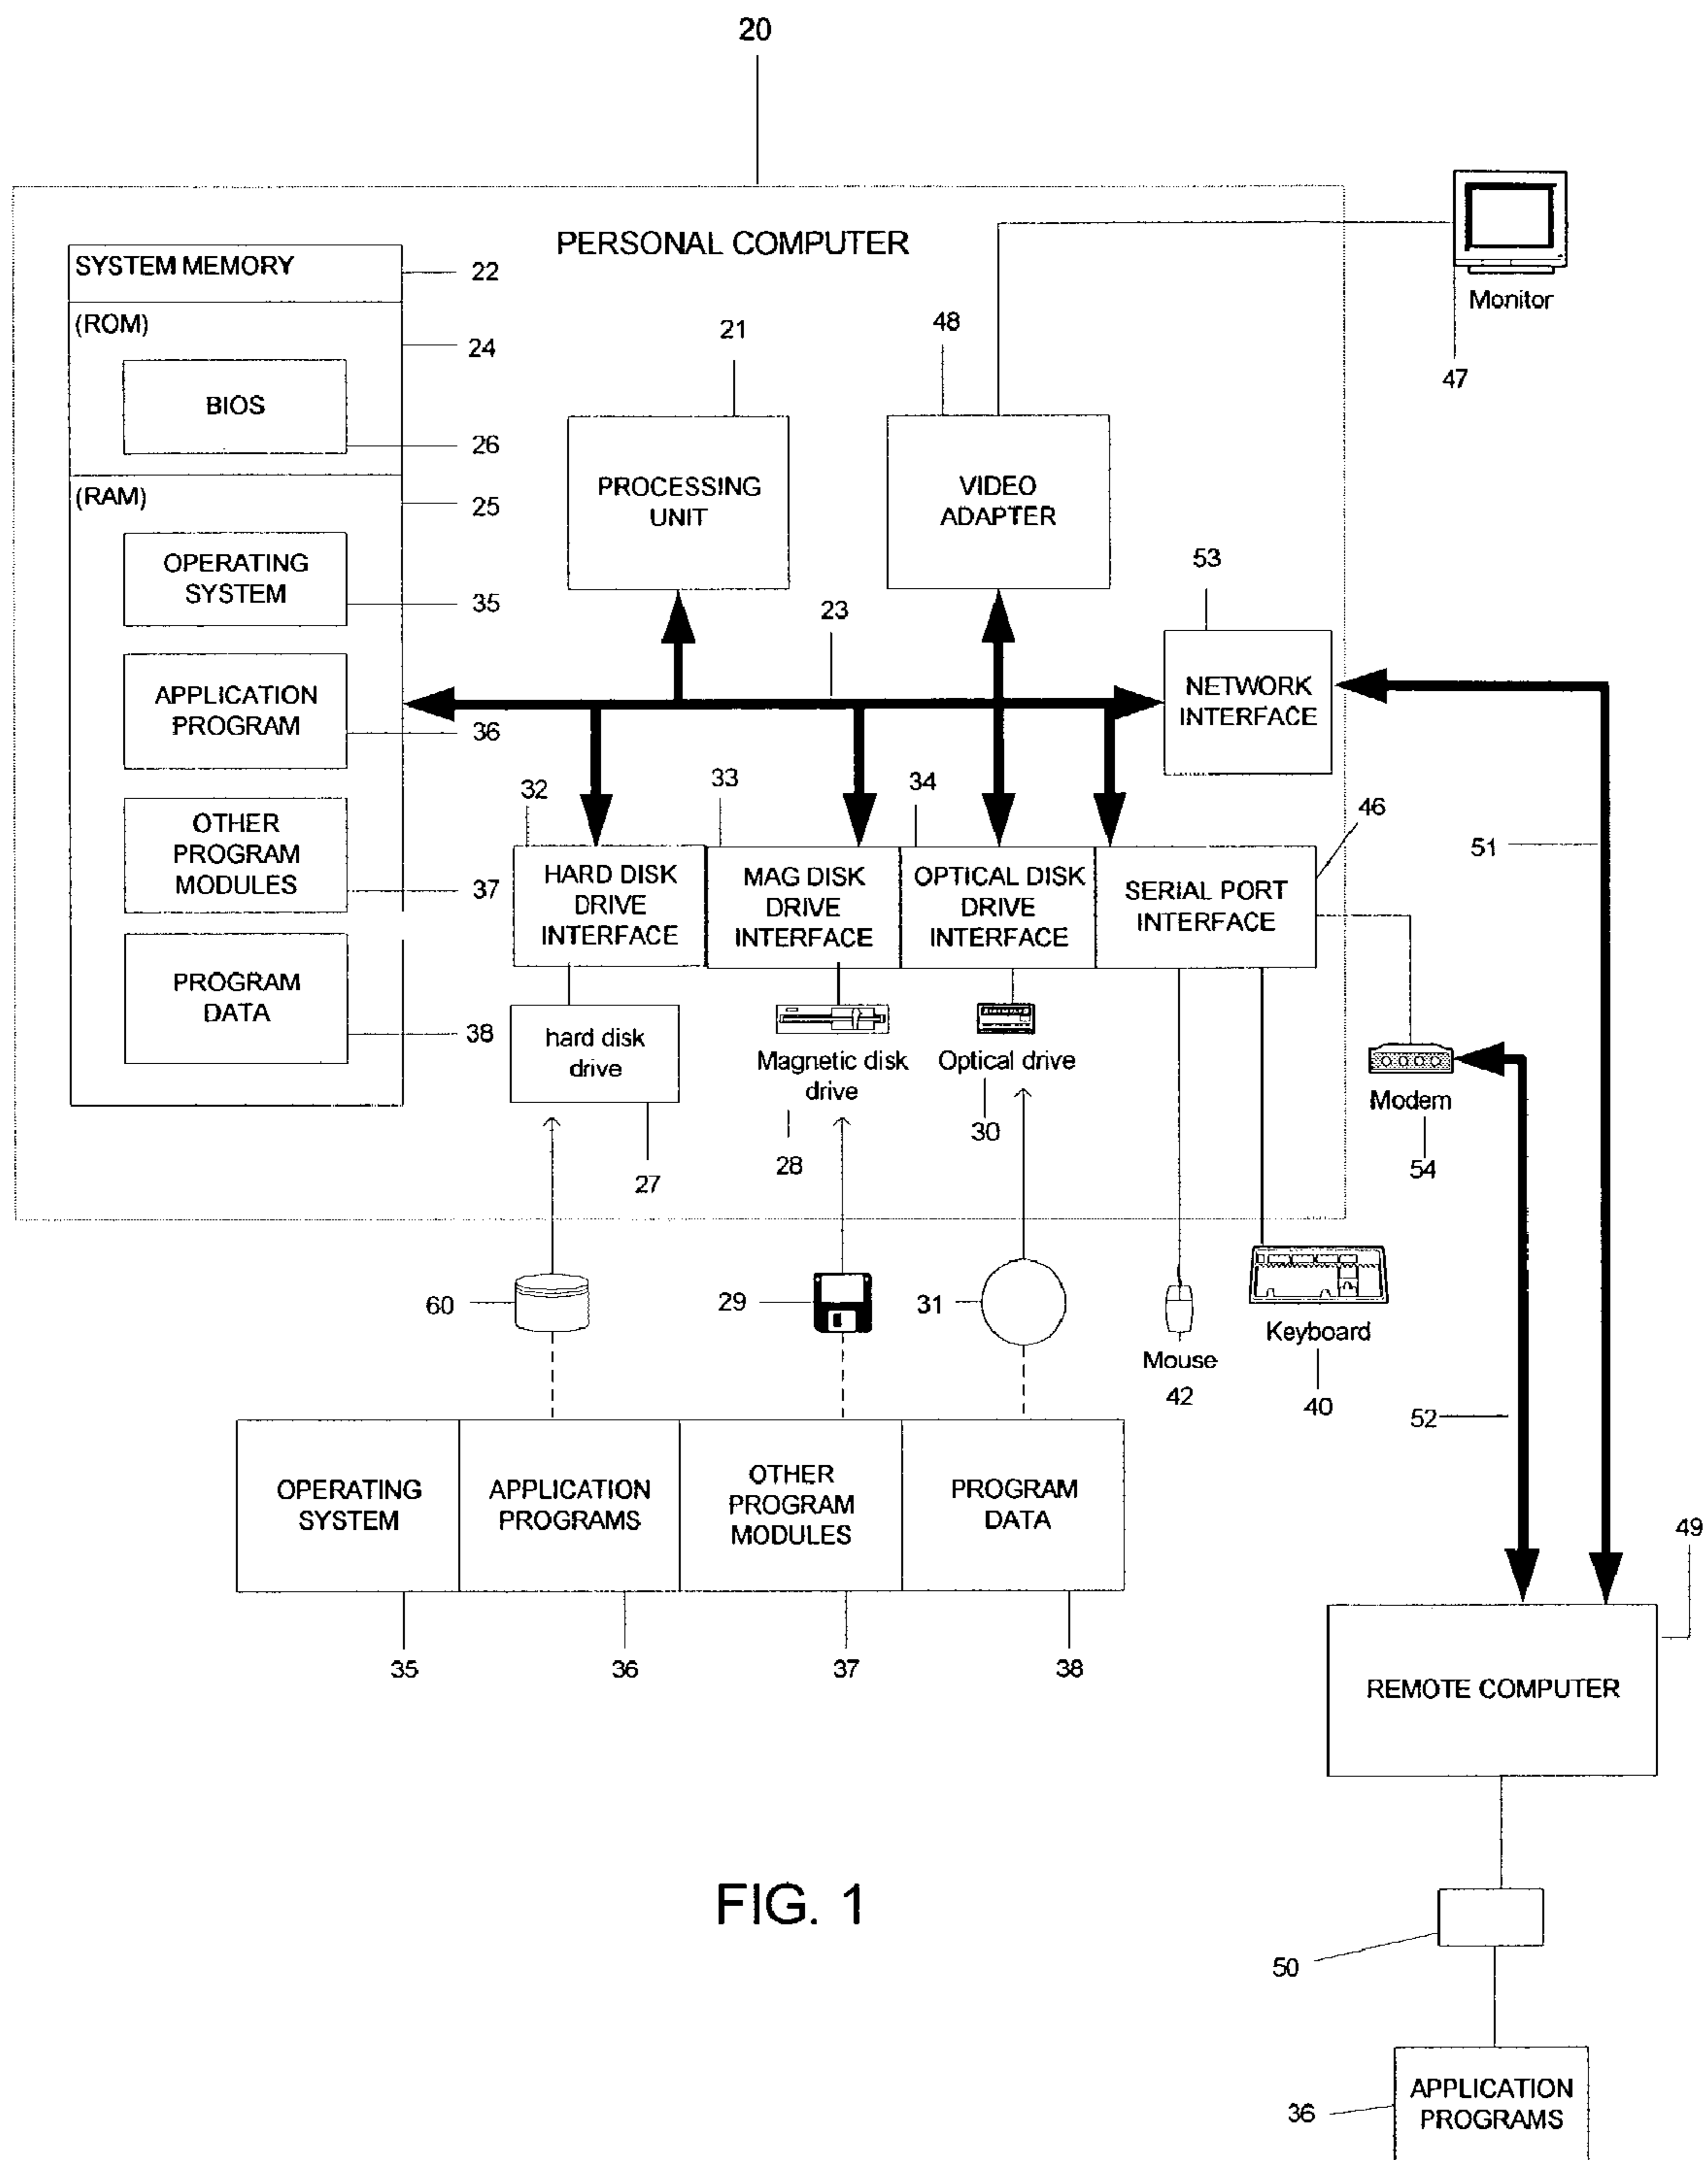 20
PERSONAL COMPUTER
SYSTEM MEMORY
22
(ROM)
24
BIOS
26
(RAM)
25
OPERATING
SYSTEM
35
APPLICATION
PROGRAM
36
OTHER
PROGRAM
MODULES
37
PROGRAM
DATA
38
21
PROCESSING
UNIT
48
VIDEO
ADAPTER
Monitor
47
23
53
NETWORK
INTERFACE
32
HARD DISK
DRIVE
INTERFACE
33
MAG DISK
DRIVE
INTERFACE
34
OPTICAL DISK
DRIVE
INTERFACE
46
SERIAL PORT
INTERFACE
51
hard disk
drive
27
Magnetic disk
drive
28
Optical drive
30
Modem
54
60
29
31
Mouse
42
Keyboard
40
52
OPERATING
SYSTEM
APPLICATION
PROGRAMS
OTHER
PROGRAM
MODULES
PROGRAM
DATA
35
36
37
38
49
REMOTE COMPUTER
FIG. 1
50
36
APPLICATION
PROGRAMS